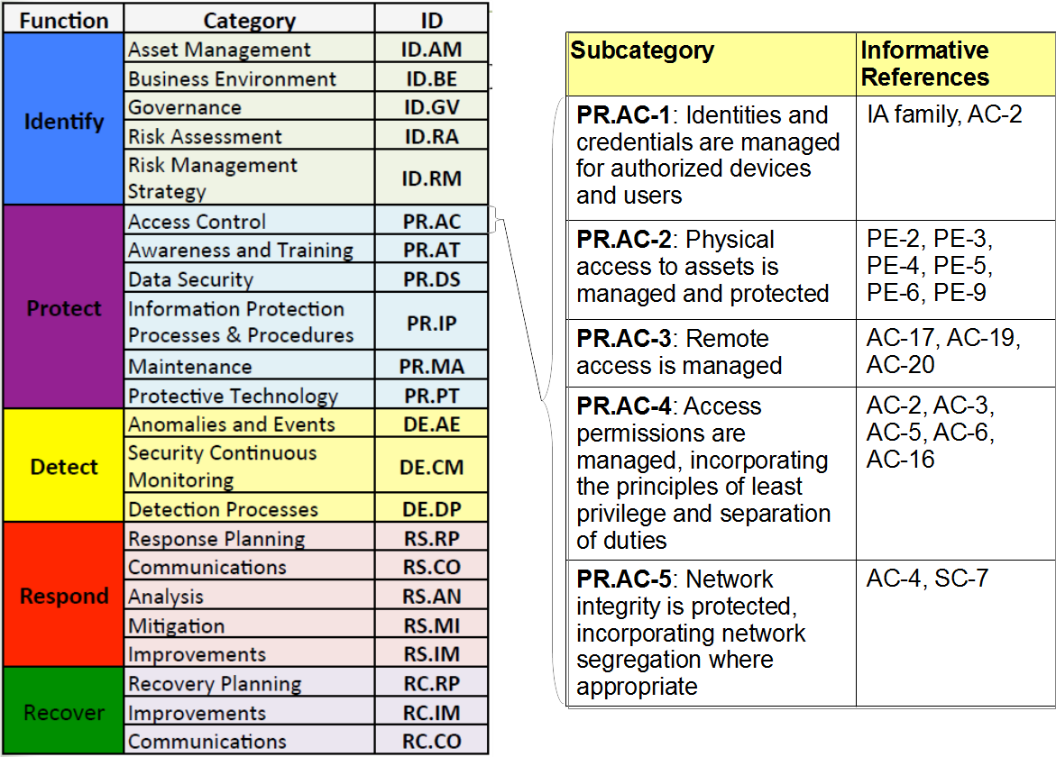 Function Category ID
Identify
Asset Management ID.AM
Business Environment ID.BE
Governance ID.GV
Risk Assessment ID.RA
Risk Management
Strategy
ID.RM
Protect
Access Control PR.AC
Awareness and Training PR.AT
Data Security PR.DS
Information Protection
Processes & Procedures
PR.IP
Maintenance PR.MA
Protective Technology PR.PT
Detect
Anomalies and Events DE.AE
Security Continuous
Monitoring
DE.CM
Detection Processes DE.DP
Respond
Response Planning RS.RP
Communications RS.CO
Analysis RS.AN
Mitigation RS.MI
Improvements RS.IM
Recover
Recovery Planning RC.RP
Improvements RC.IM
Communications RC.CO
Subcategory
Informative
References
PR.AC-1: Identities and
credentials are managed
for authorized devices
and users
IA family, AC-2
PR.AC-2: Physical
access to assets is
managed and protected
PE-2, PE-3,
PE-4, PE-5,
PE-6, PE-9
PR.AC-3: Remote
access is managed
AC-17, AC-19,
AC-20
PR.AC-4: Access
permissions are
managed, incorporating
the principles of least
privilege and separation
of duties
AC-2, AC-3,
AC-5, AC-6,
AC-16
PR.AC-5: Network
integrity is protected,
incorporating network
segregation where
appropriate
AC-4, SC-7